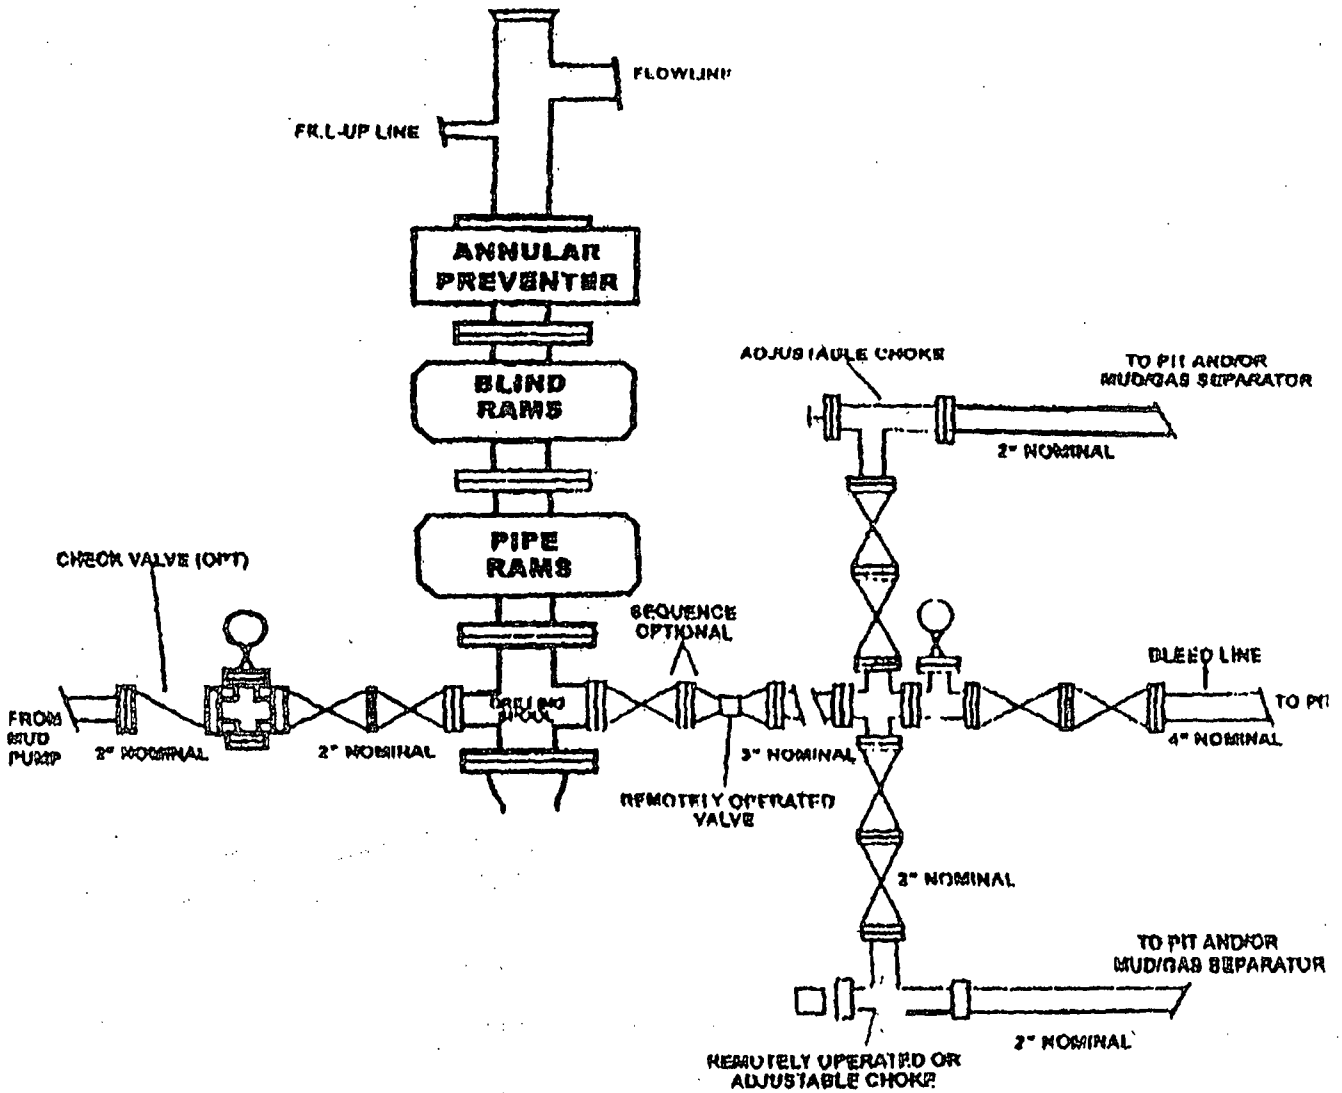 FLOWLINE
FILL-UP LINE
ANNULAR
PREVENTER
BLIND
RAMS
PIPE
RAMS
ADJUSTABLE CHOKE
TO PIT AND/OR
MUD/GAS SEPARATOR
2" NOMINAL
CHECK VALVE (OPT)
SEQUENCE
OPTIONAL
BLEED LINE
TO PIT
4" NOMINAL
FROM
MUD
PUMP
2" NOMINAL
2" NOMINAL
DRILLING
SPOOL
3" NOMINAL
REMOTELY OPERATED
VALVE
2" NOMINAL
TO PIT AND/OR
MUD/GAS SEPARATOR
2" NOMINAL
REMOTELY OPERATED OR
ADJUSTABLE CHOKE